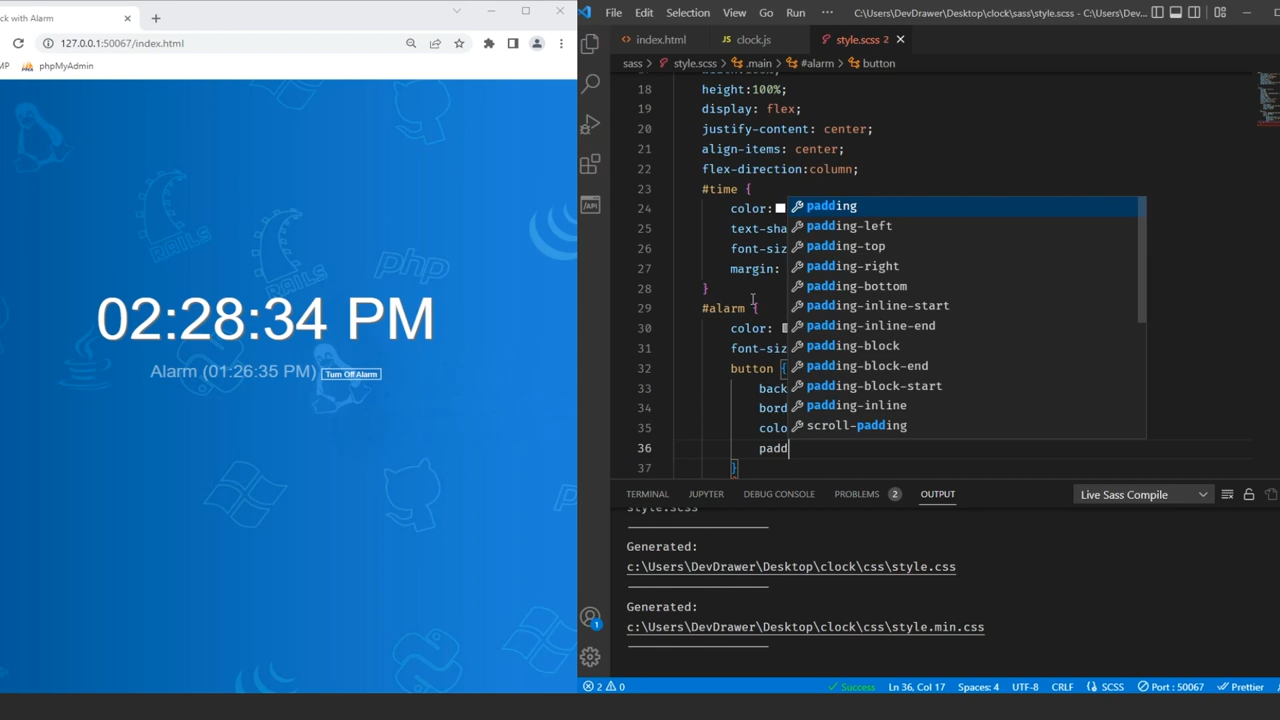 ck with Alarm
127.0.0.1:50067/index.html
MP
phpMyAdmin
RAILS
RAILS
php
02:28:34 PM
Alarm (01:26:35 PM) Turn Off Alarm
File Edit Selection View Go Run ···
C:\Users\DevDrawer\Desktop\clock\sass\style.scss - C:\Users\Dev...
index.html
JS clock.js
style.scss 2
sass > style.scss > .main > #alarm > button
18 height:100%;
19 display: flex;
20 justify-content: center;
21 align-items: center;
22 flex-direction:column;
23 #time {
24 color:
25 text-sha
26 font-siz
27 margin:
28 }
29 #alarm {
30 color:
31 font-siz
32 button {
33 back
34 bord
35 colo
36 padd
37 }
padding
padding-left
padding-top
padding-right
padding-bottom
padding-inline-start
padding-inline-end
padding-block
padding-block-end
padding-block-start
padding-inline
scroll-padding
TERMINAL JUPYTER DEBUG CONSOLE PROBLEMS 2 OUTPUT
Live Sass Compile
style.scss
Generated:
c:\Users\DevDrawer\Desktop\clock\css\style.css
Generated:
c:\Users\DevDrawer\Desktop\clock\css\style.min.css
/API
1
2 0
Success Ln 36, Col 17 Spaces: 4 UTF-8 CRLF SCSS Port : 50067 Prettier